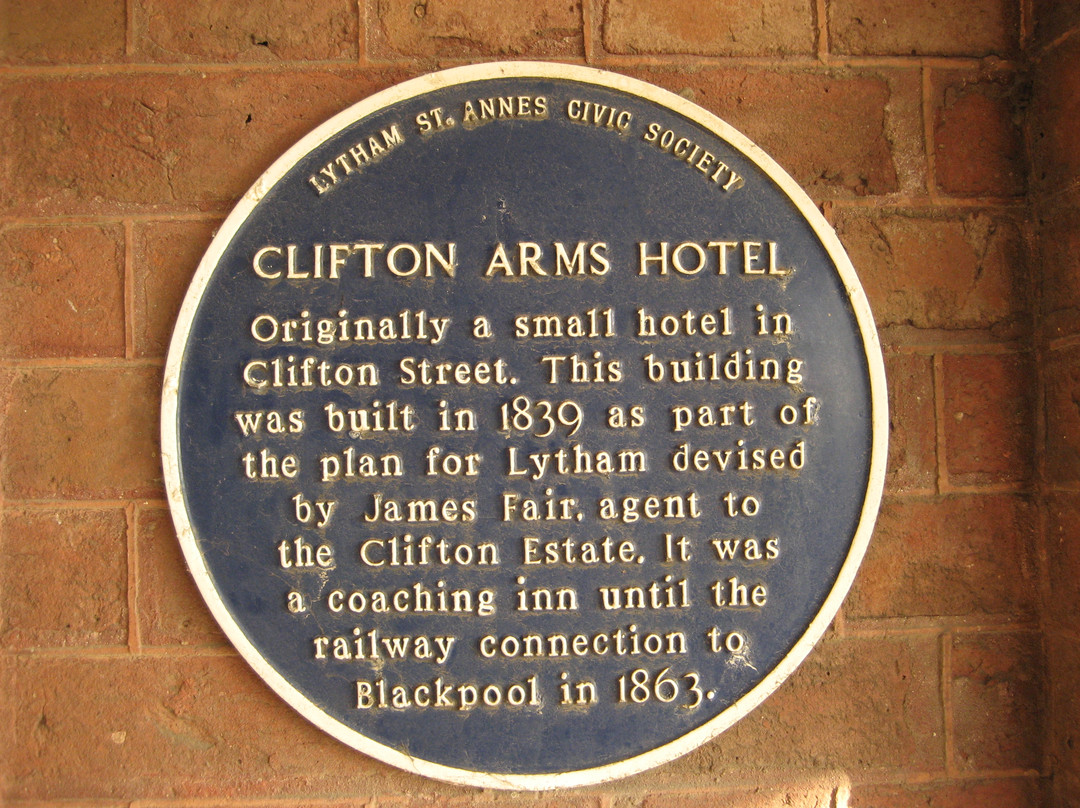 LYTHAM ST. ANNES CIVIC SOCIETY
CLIFTON ARMS HOTEL
Originally a small hotel in
Clifton Street. This building
was built in 1839 as part of
the plan for Lytham devised
by James Fair, agent to
the Clifton Estate. It was
a coaching inn until the
railway connection to
Blackpool in 1863.